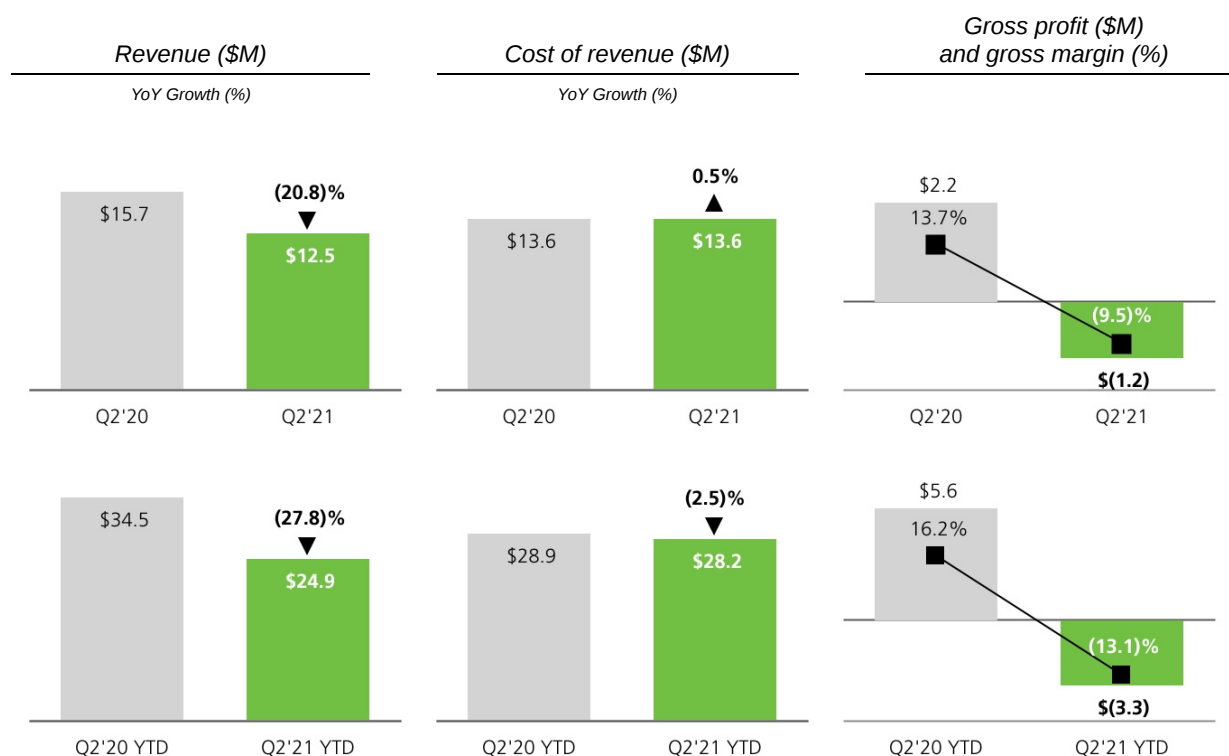 Revenue ($M)
YoY Growth (%)
Cost of revenue ($M)
YoY Growth (%)
Gross profit ($M)
and gross margin (%)
$15.7
(20.8)%
$12.5
Q2'20
Q2'21
$13.6
0.5%
$13.6
Q2'20
Q2'21
$2.2
13.7%
(9.5)%
$(1.2)
Q2'20
Q2'21
$34.5
(27.8)%
$24.9
Q2'20 YTD
Q2'21 YTD
$28.9
(2.5)%
$28.2
Q2'20 YTD
Q2'21 YTD
$5.6
16.2%
(13.1)%
$(3.3)
Q2'20 YTD
Q2'21 YTD